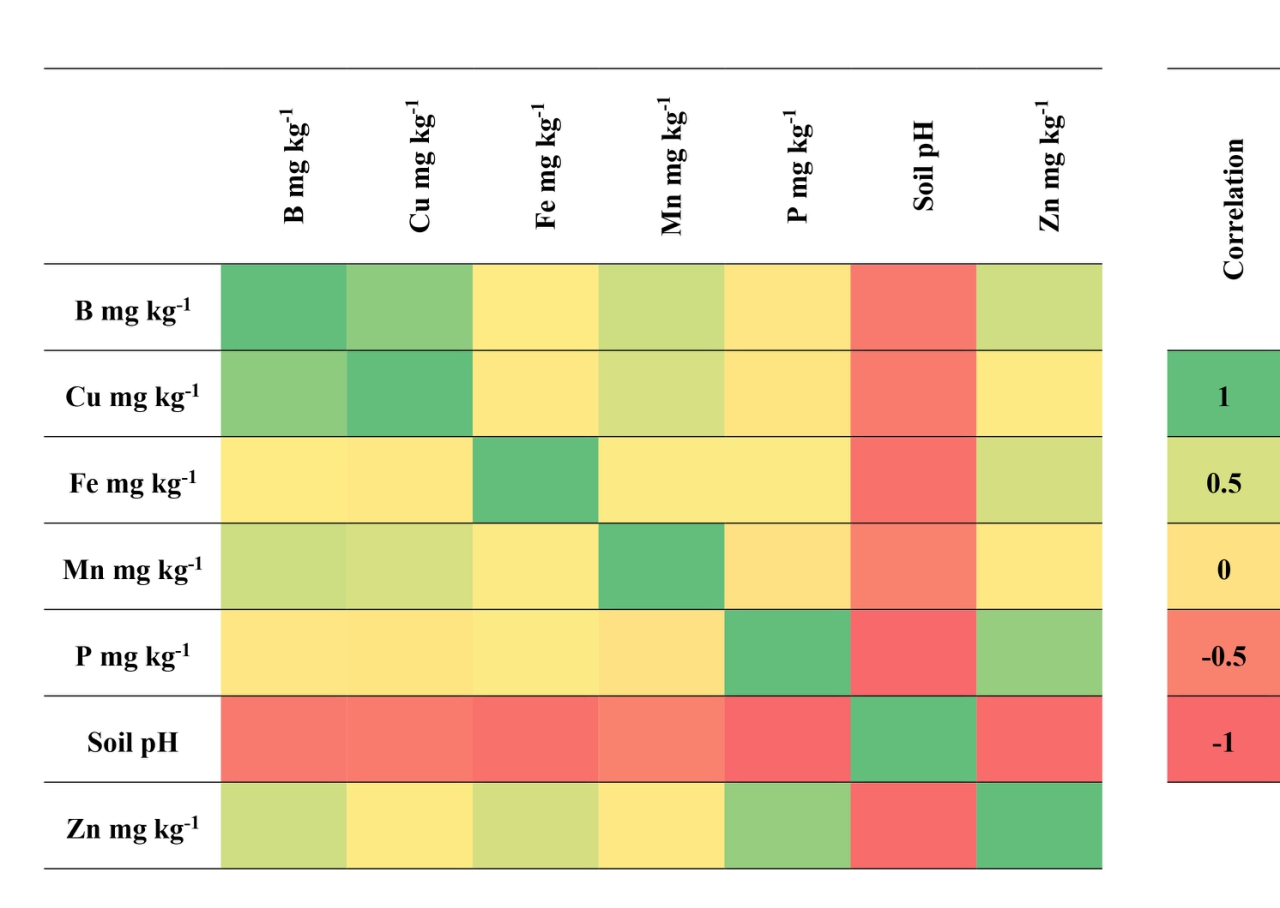 B mg kg⁻¹
Cu mg kg⁻¹
Fe mg kg⁻¹
Mn mg kg⁻¹
P mg kg⁻¹
Soil pH
Zn mg kg⁻¹
Correlation
B mg kg⁻¹
Cu mg kg⁻¹
1
Fe mg kg⁻¹
0.5
Mn mg kg⁻¹
0
P mg kg⁻¹
-0.5
Soil pH
-1
Zn mg kg⁻¹